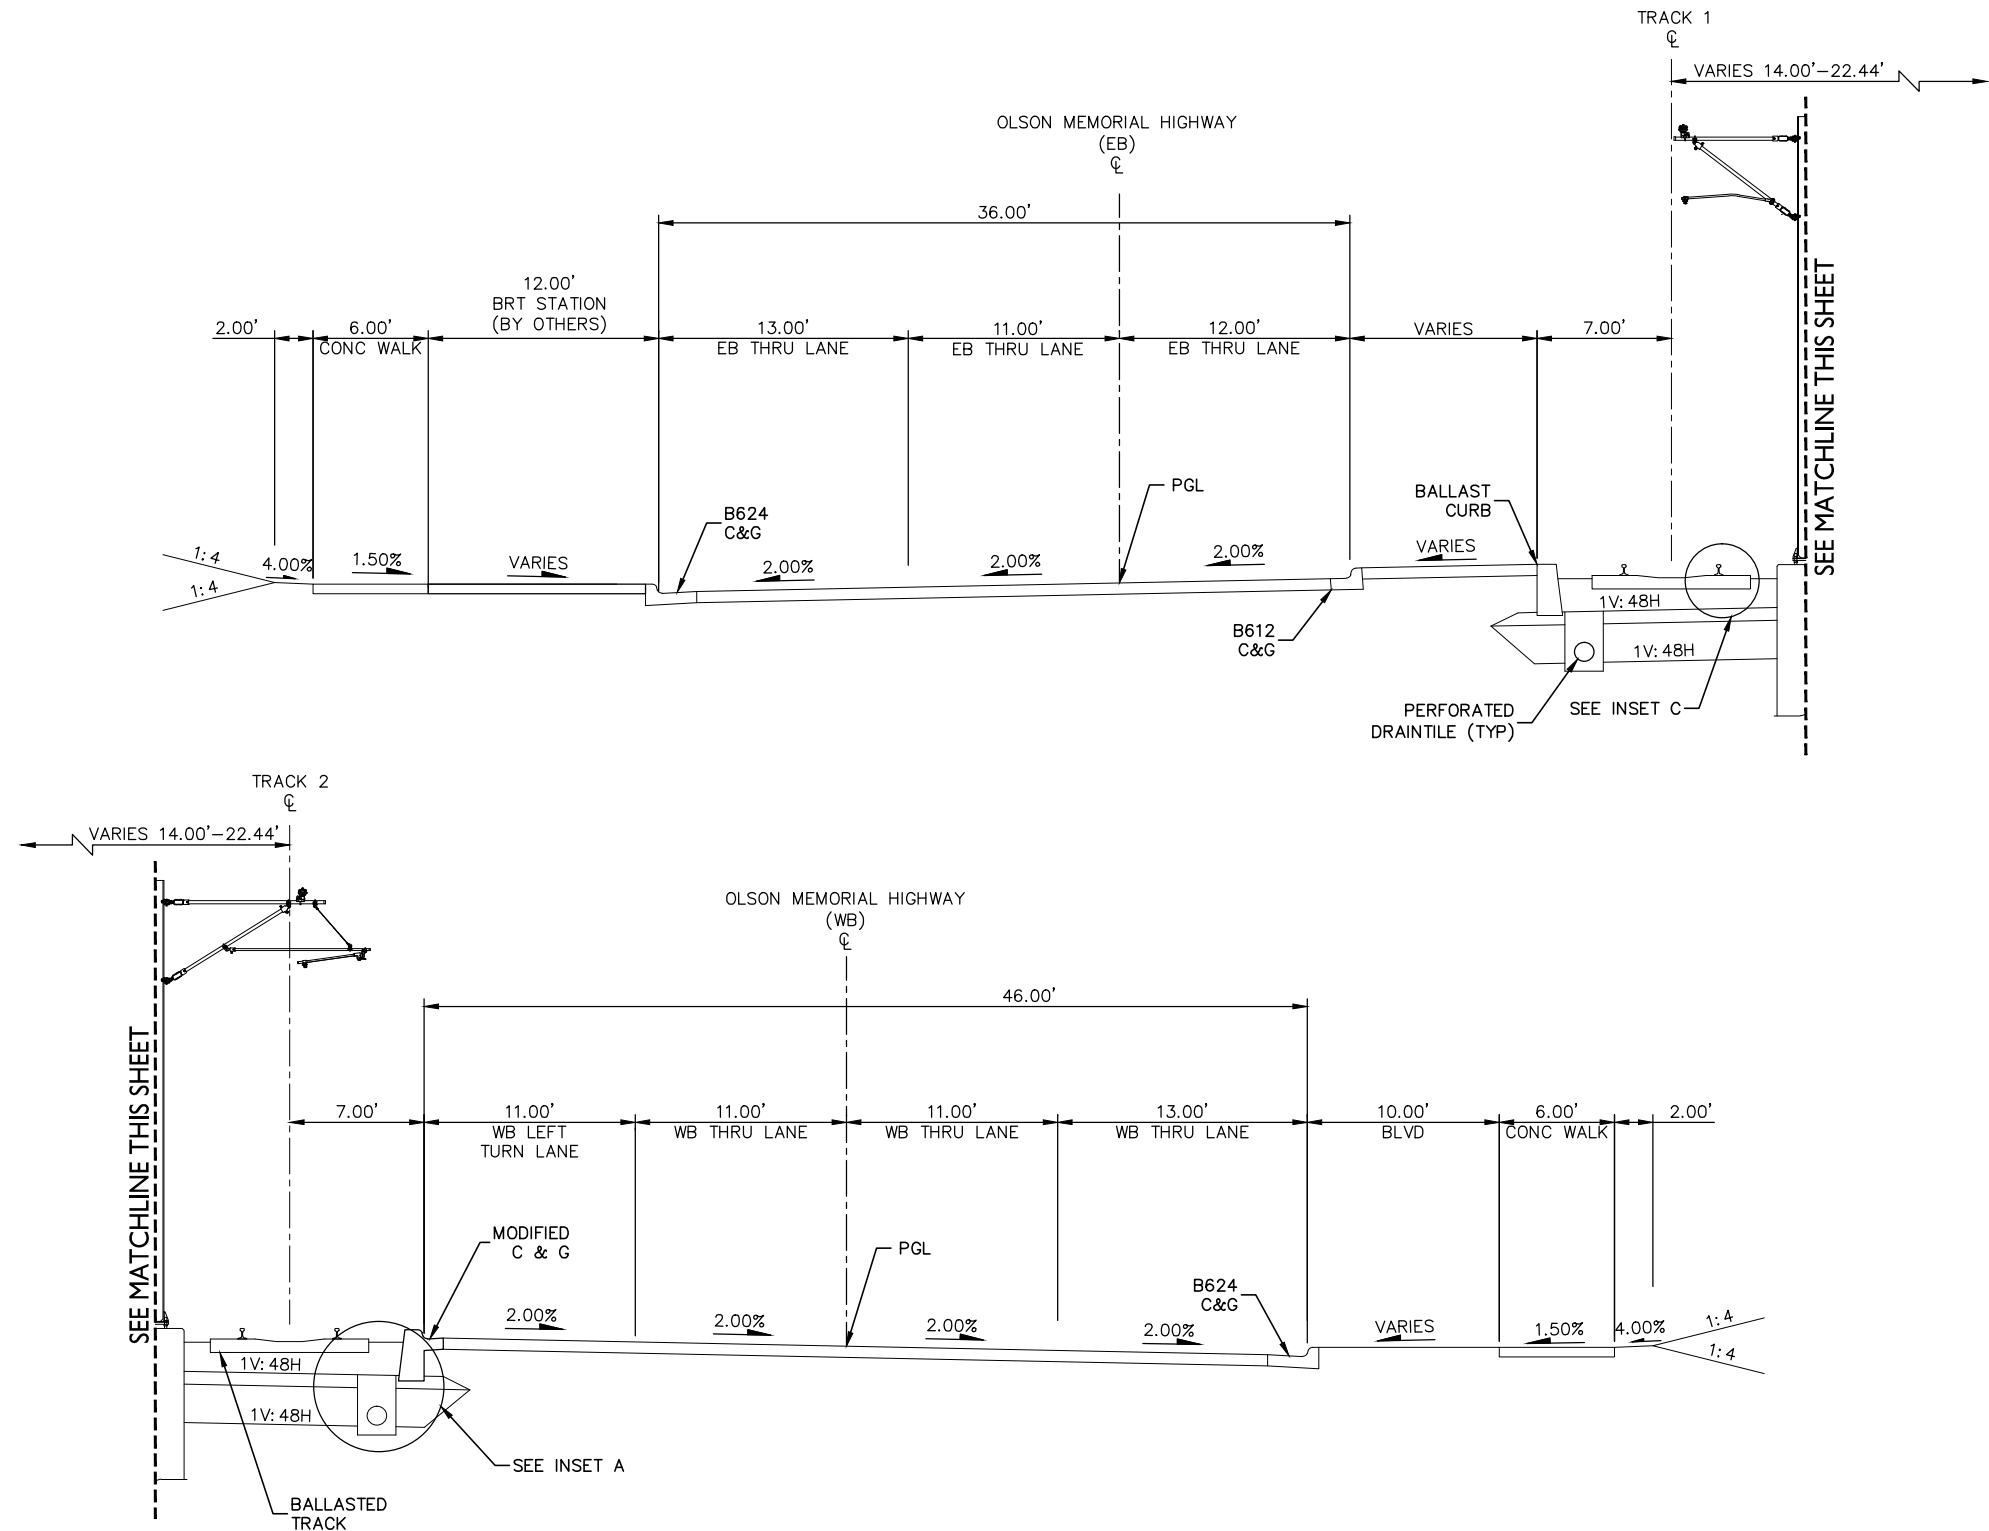 TRACK 1
℄
VARIES 14.00'-22.44'
OLSON MEMORIAL HIGHWAY
(EB)
℄
36.00'
12.00'
BRT STATION
(BY OTHERS)
2.00'
6.00'
CONC WALK
13.00'
EB THRU LANE
11.00'
EB THRU LANE
12.00'
EB THRU LANE
VARIES
7.00'
SEE MATCHLINE THIS SHEET
B624
C&G
PGL
BALLAST
CURB
1:4
1:4
4.00%
1.50%
VARIES
2.00%
2.00%
2.00%
VARIES
1V:48H
1V:48H
B612
C&G
PERFORATED
DRAINTILE (TYP)
SEE INSET C
TRACK 2
℄
VARIES 14.00'-22.44'
OLSON MEMORIAL HIGHWAY
(WB)
℄
46.00'
SEE MATCHLINE THIS SHEET
7.00'
11.00'
WB LEFT
TURN LANE
11.00'
WB THRU LANE
11.00'
WB THRU LANE
13.00'
WB THRU LANE
10.00'
BLVD
6.00'
CONC WALK
2.00'
MODIFIED
C & G
PGL
B624
C&G
2.00%
2.00%
2.00%
2.00%
VARIES
1.50%
4.00%
1:4
1:4
1V:48H
1V:48H
SEE INSET A
BALLASTED
TRACK